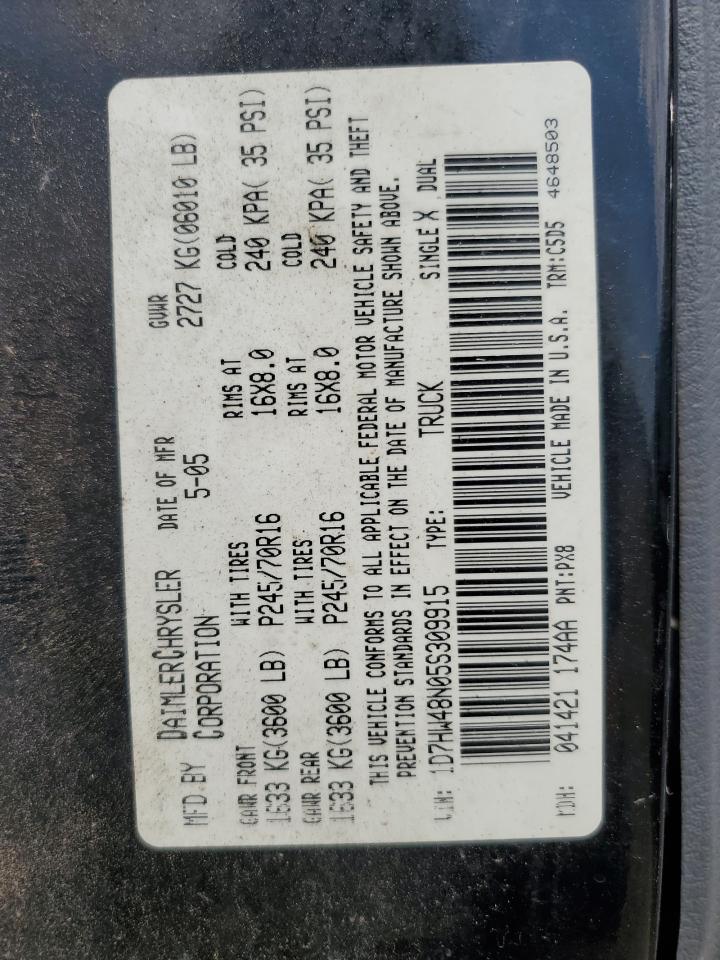 MFD BY DAIMLERCHRYSLER CORPORATION DATE OF MFR 5-05 GVWR 2727 KG(06010 LB)
GAWR FRONT WITH TIRES RIMS AT COLD
1633 KG(3600 LB) P245/70R16 16X8.0 240 KPA( 35 PSI)
GAWR REAR WITH TIRES RIMS AT COLD
1633 KG(3600 LB) P245/70R16 16X8.0 240 KPA( 35 PSI)
THIS VEHICLE CONFORMS TO ALL APPLICABLE FEDERAL MOTOR VEHICLE SAFETY AND THEFT
PREVENTION STANDARDS IN EFFECT ON THE DATE OF MANUFACTURE SHOWN ABOVE.
VIN: 1D7HW48N05S309915 TYPE: TRUCK SINGLE X DUAL
MDH: 041421 174AA PNT:PX8 VEHICLE MADE IN U.S.A. TRM:C5D5 4648503